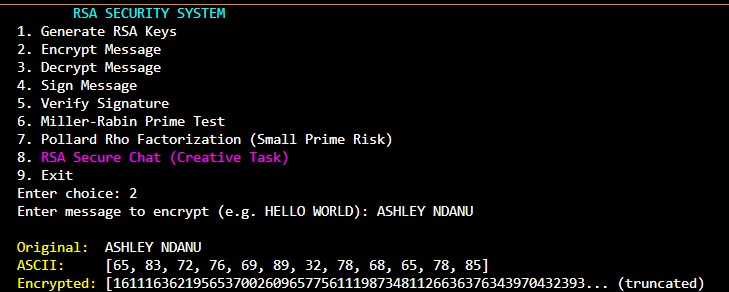 RSA SECURITY SYSTEM
1. Generate RSA Keys
2. Encrypt Message
3. Decrypt Message
4. Sign Message
5. Verify Signature
6. Miller-Rabin Prime Test
7. Pollard Rho Factorization (Small Prime Risk)
8. RSA Secure Chat (Creative Task)
9. Exit
Enter choice: 2
Enter message to encrypt (e.g. HELLO WORLD): ASHLEY NDANU
Original: ASHLEY NDANU
ASCII: [65, 83, 72, 76, 69, 89, 32, 78, 68, 65, 78, 85]
Encrypted: [161116362195653700260965775611198734811266363763439704323​93... (truncated)